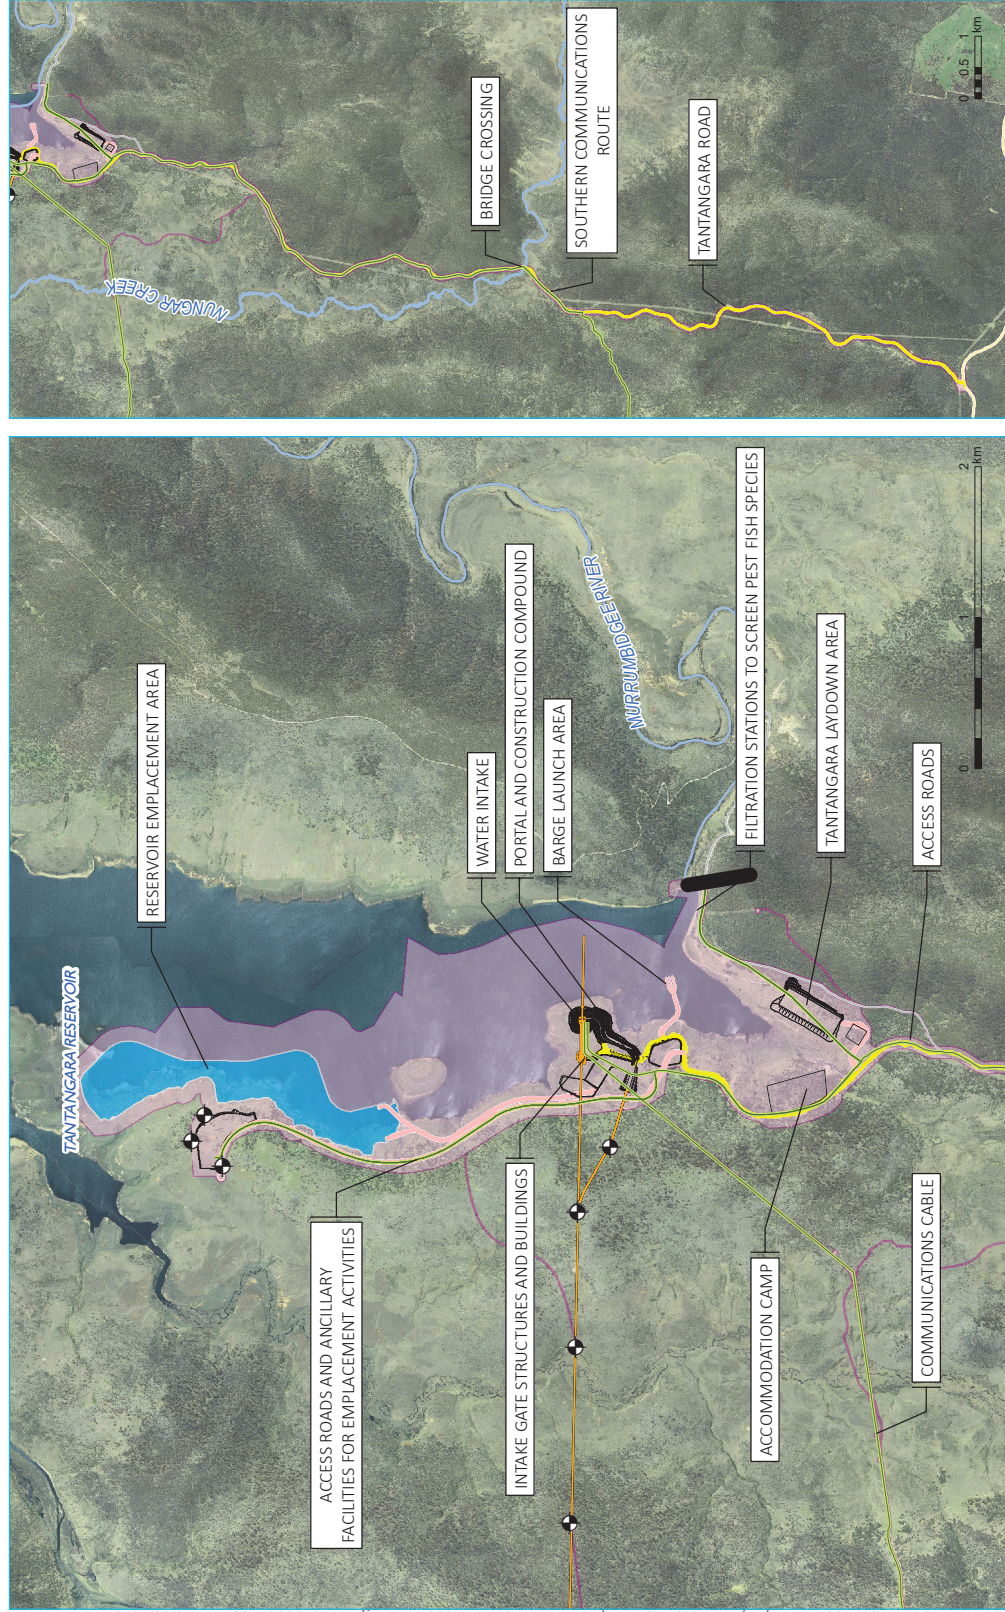 NUNGAR CREEK
BRIDGE CROSSING
SOUTHERN COMMUNICATIONS
ROUTE
TANTANGARA ROAD
0 0.5 1
km
TANTANGARA RESERVOIR
RESERVOIR EMPLACEMENT AREA
WATER INTAKE
PORTAL AND CONSTRUCTION COMPOUND
BARGE LAUNCH AREA
MURRUMBIDGEE RIVER
FILTRATION STATIONS TO SCREEN PEST FISH SPECIES
TANTANGARA LAYDOWN AREA
ACCESS ROADS
0 1 2
km
ACCESS ROADS AND ANCILLARY
FACILITIES FOR EMPLACEMENT ACTIVITIES
INTAKE GATE STRUCTURES AND BUILDINGS
ACCOMMODATION CAMP
COMMUNICATIONS CABLE